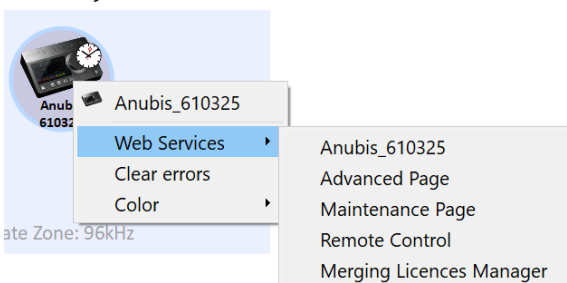 Anub
61032
Anubis_610325
Web Services
Clear errors
Color
ate Zone: 96kHz
Anubis_610325
Advanced Page
Maintenance Page
Remote Control
Merging Licences Manager